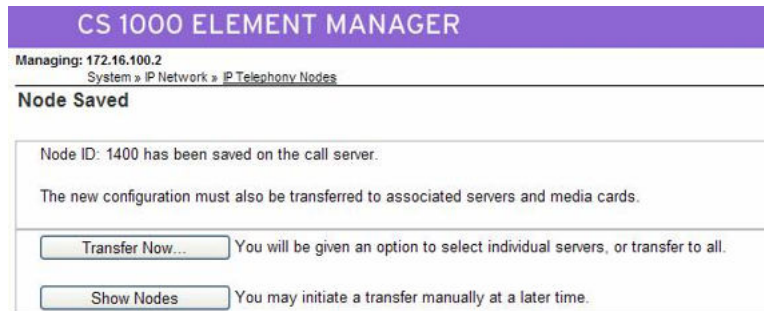 CS 1000 ELEMENT MANAGER
Managing: 172.16.100.2
System » IP Network » IP Telephony Nodes
Node Saved
Node ID: 1400 has been saved on the call server.
The new configuration must also be transferred to associated servers and media cards.
Transfer Now... You will be given an option to select individual servers, or transfer to all.
Show Nodes You may initiate a transfer manually at a later time.